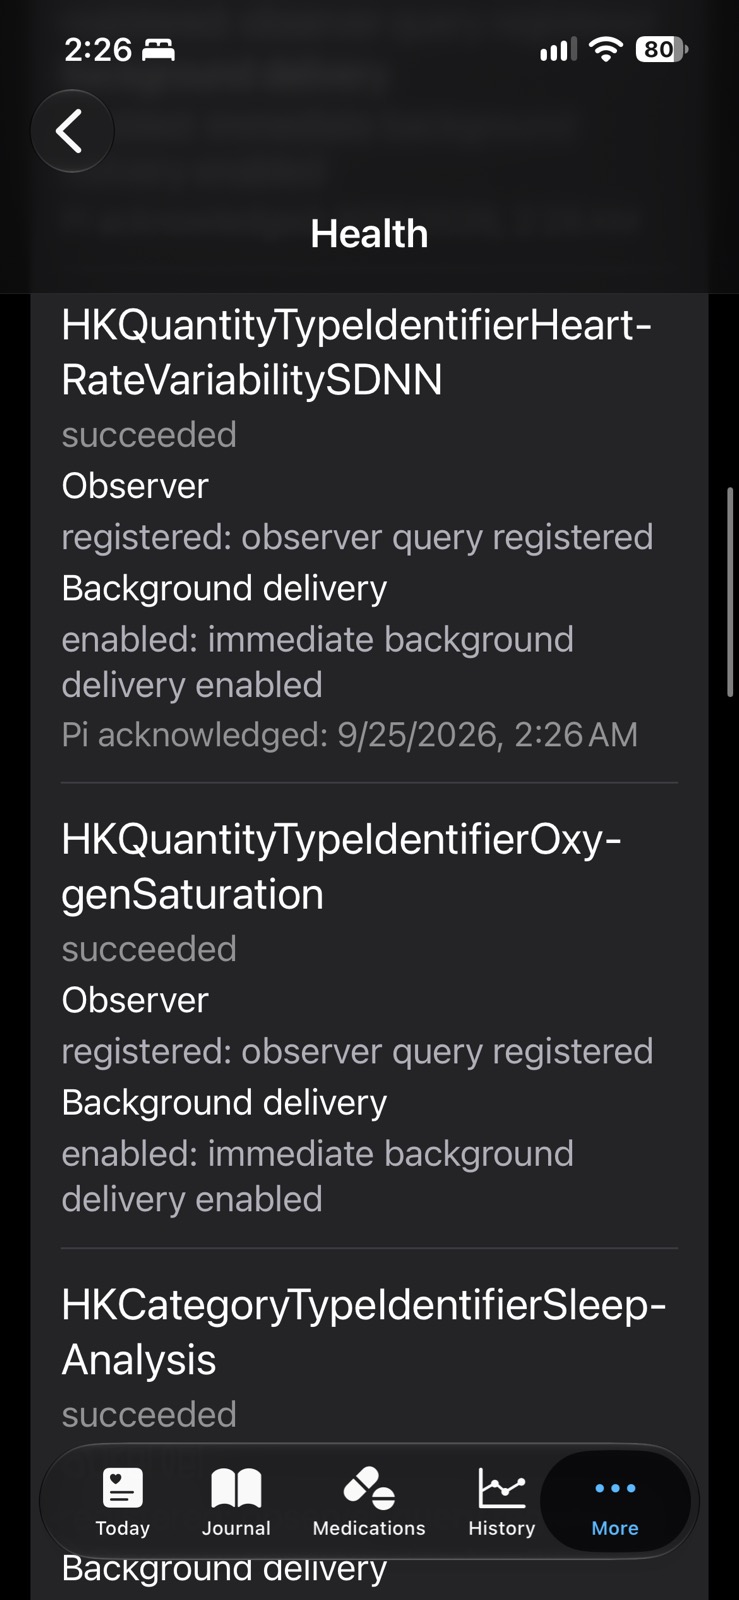 2:26
80
Health
HKQuantityTypeIdentifierHeart-
RateVariabilitySDNN
succeeded
Observer
registered: observer query registered
Background delivery
enabled: immediate background
delivery enabled
Pi acknowledged: 9/25/2026, 2:26 AM
HKQuantityTypeIdentifierOxy-
genSaturation
succeeded
Observer
registered: observer query registered
Background delivery
enabled: immediate background
delivery enabled
HKCategoryTypeIdentifierSleep-
Analysis
succeeded
Today
Journal
Medications
History
More
Background delivery